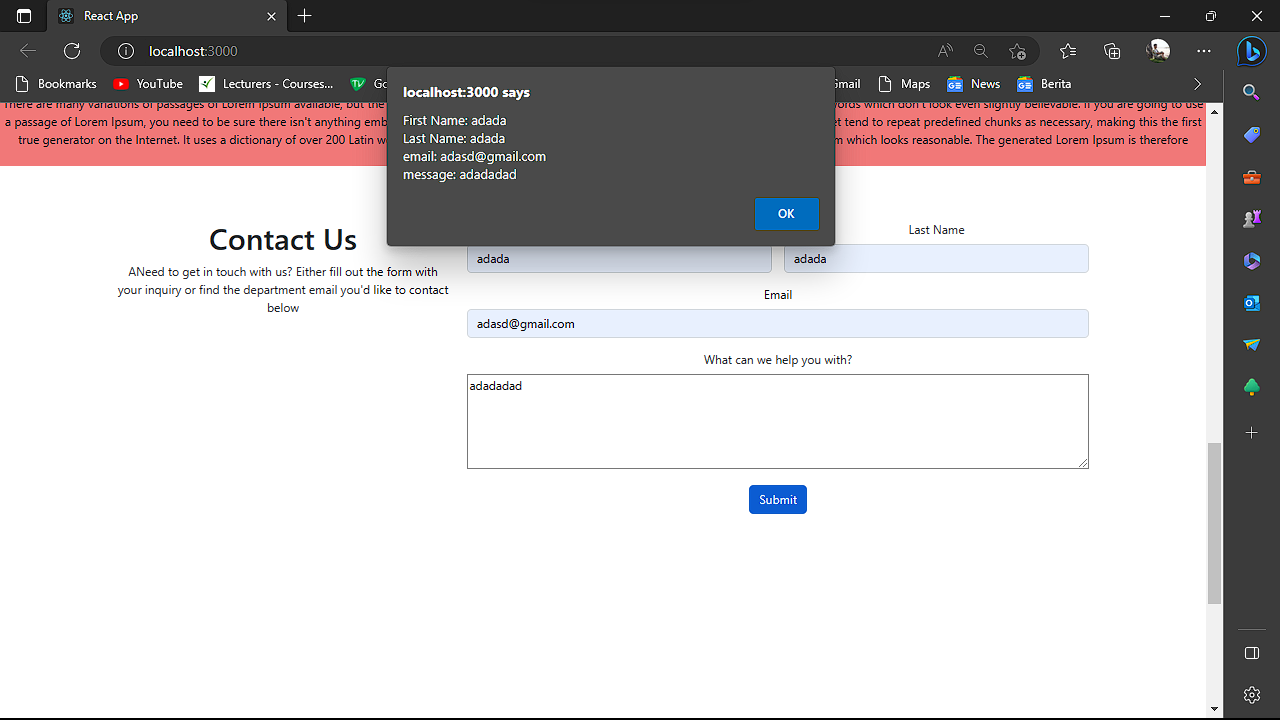 React App
localhost:3000
Bookmarks
YouTube
Lecturers - Courses...
Gmail
Maps
News
Berita
There are many variations of passages of Lorem Ipsum available, but the
words which don't look even slightly believable. If you are going to use
a passage of Lorem Ipsum, you need to be sure there isn't anything
tend to repeat predefined chunks as necessary, making this the first
true generator on the Internet. It uses a dictionary of over 200 Latin
which looks reasonable. The generated Lorem Ipsum is therefore
localhost:3000 says
First Name: adada
Last Name: adada
email: adasd@gmail.com
message: adadadad
OK
Contact Us
ANeed to get in touch with us? Either fill out the form with
your inquiry or find the department email you'd like to contact
below
Last Name
adada
adada
Email
adasd@gmail.com
What can we help you with?
adadadad
Submit